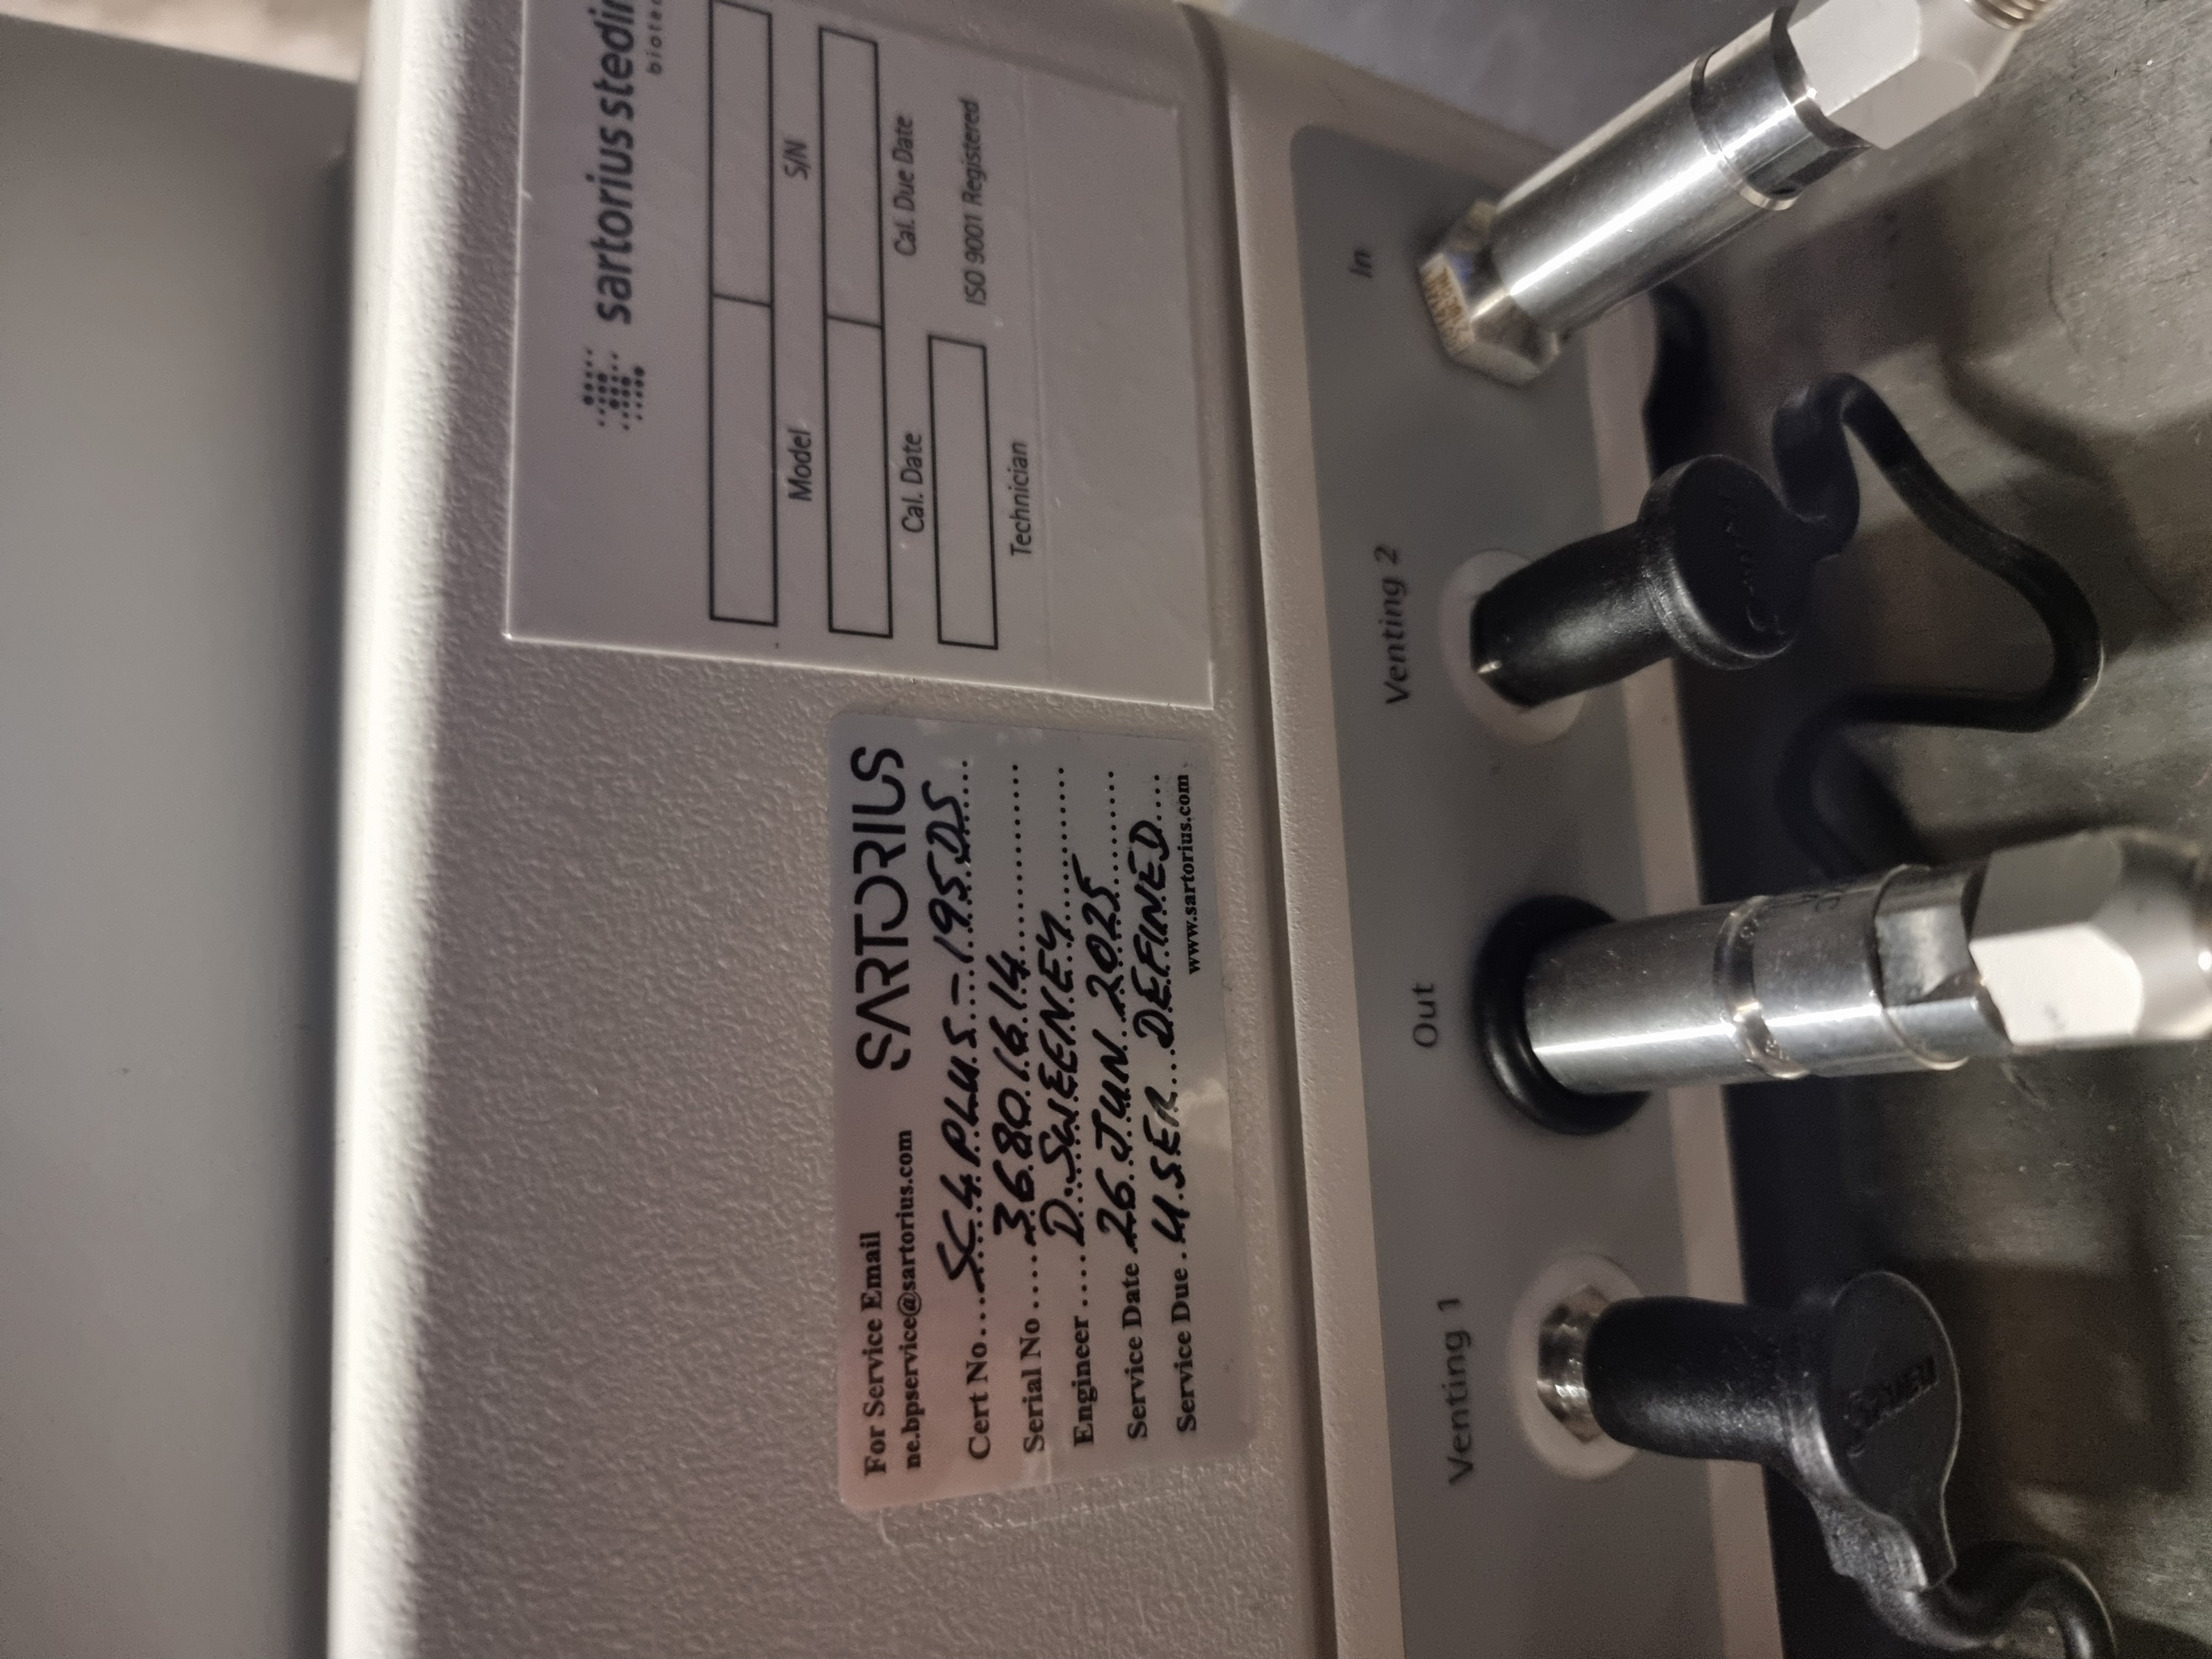 For Service Email SARTORIUS
ne.bpservice@sartorius.com
Cert No...SC4PLUS-195DS
Serial No....36801614
Engineer....D.SWEENEY
Service Date.26.JUN.2025
Service Due.USER DEFINED
www.sartorius.com
sartorius stedim
biotec
Model S/N
Cal. Date Cal. Due Date
Technician ISO 9001 Registered
Venting 1 Out Venting 2 In